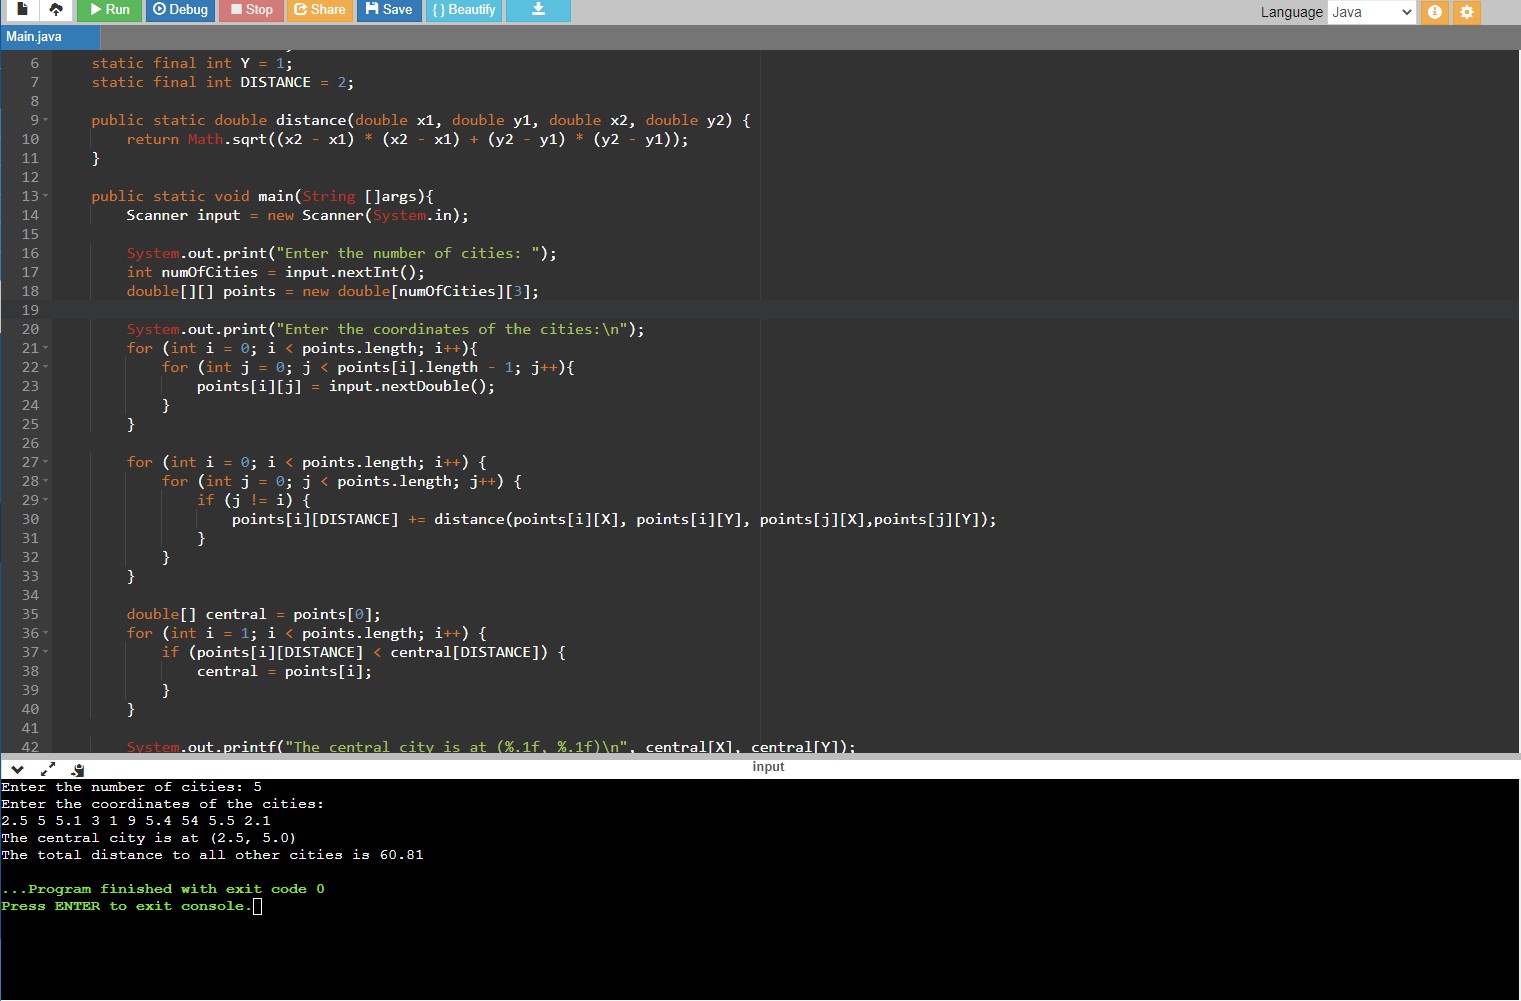 Run Debug Stop Share Save { } Beautify Language Java
Main.java
6 static final int Y = 1;
7 static final int DISTANCE = 2;
8
9 public static double distance(double x1, double y1, double x2, double y2) {
10 return Math.sqrt((x2 - x1) * (x2 - x1) + (y2 - y1) * (y2 - y1));
11 }
12
13 public static void main(String []args){
14 Scanner input = new Scanner(System.in);
15
16 System.out.print("Enter the number of cities: ");
17 int numOfCities = input.nextInt();
18 double[][] points = new double[numOfCities][3];
19
20 System.out.print("Enter the coordinates of the cities:\n");
21 for (int i = 0; i < points.length; i++){
22 for (int j = 0; j < points[i].length - 1; j++){
23 points[i][j] = input.nextDouble();
24 }
25 }
26
27 for (int i = 0; i < points.length; i++) {
28 for (int j = 0; j < points.length; j++) {
29 if (j != i) {
30 points[i][DISTANCE] += distance(points[i][X], points[i][Y], points[j][X],points[j][Y]);
31 }
32 }
33 }
34
35 double[] central = points[0];
36 for (int i = 1; i < points.length; i++) {
37 if (points[i][DISTANCE] < central[DISTANCE]) {
38 central = points[i];
39 }
40 }
41
42 System.out.printf("The central city is at (%.1f, %.1f)\n", central[X], central[Y]);
input
Enter the number of cities: 5
Enter the coordinates of the cities:
2.5 5 5.1 3 1 9 5.4 54 5.5 2.1
The central city is at (2.5, 5.0)
The total distance to all other cities is 60.81
...Program finished with exit code 0
Press ENTER to exit console.